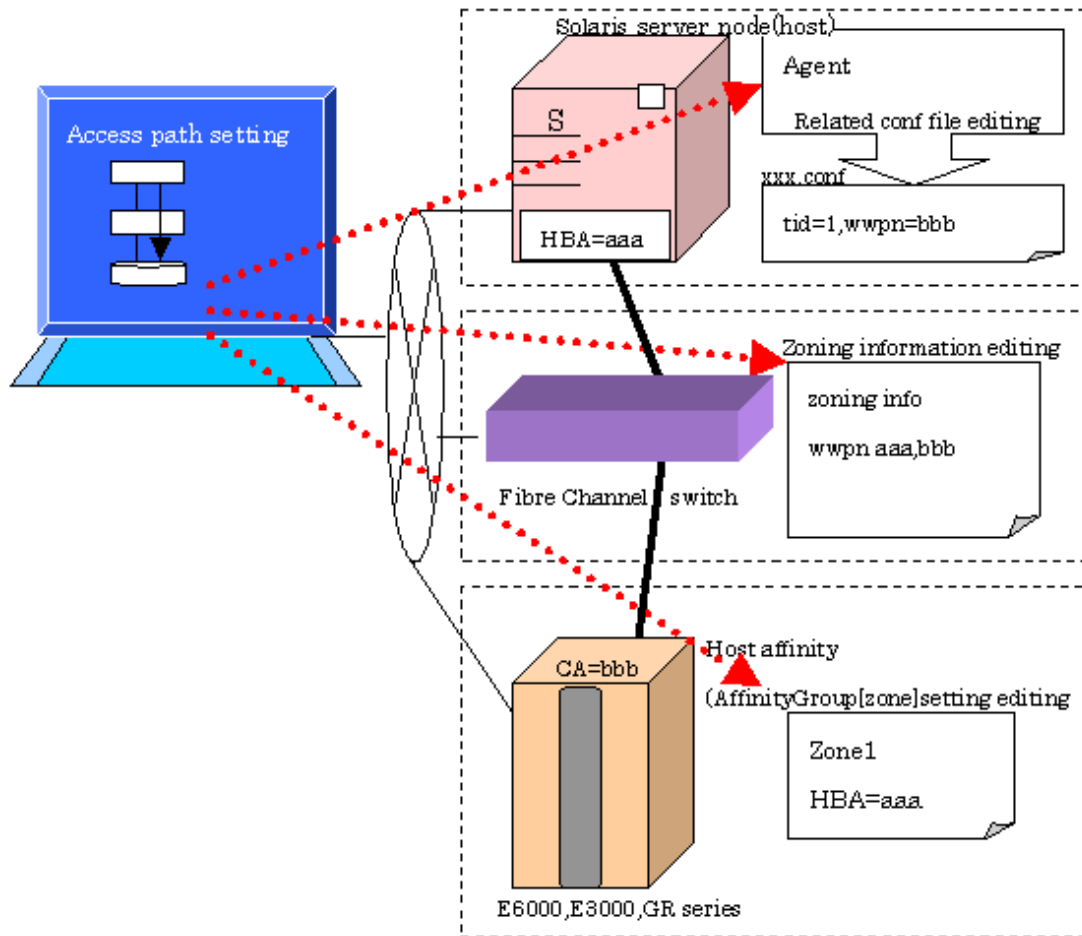 Solaris server node(host)
Access path setting
Agent
S
Related conf file editing
xxx.conf
tid=1,wwpn=bbb
HBA=aaa
Zoning information editing
zoning info
wwpn aaa,bbb
Fibre Channel switch
Host affinity
(AffinityGroup[zone]setting editing
CA=bbb
Zone1
HBA=aaa
E6000,E3000,GR series